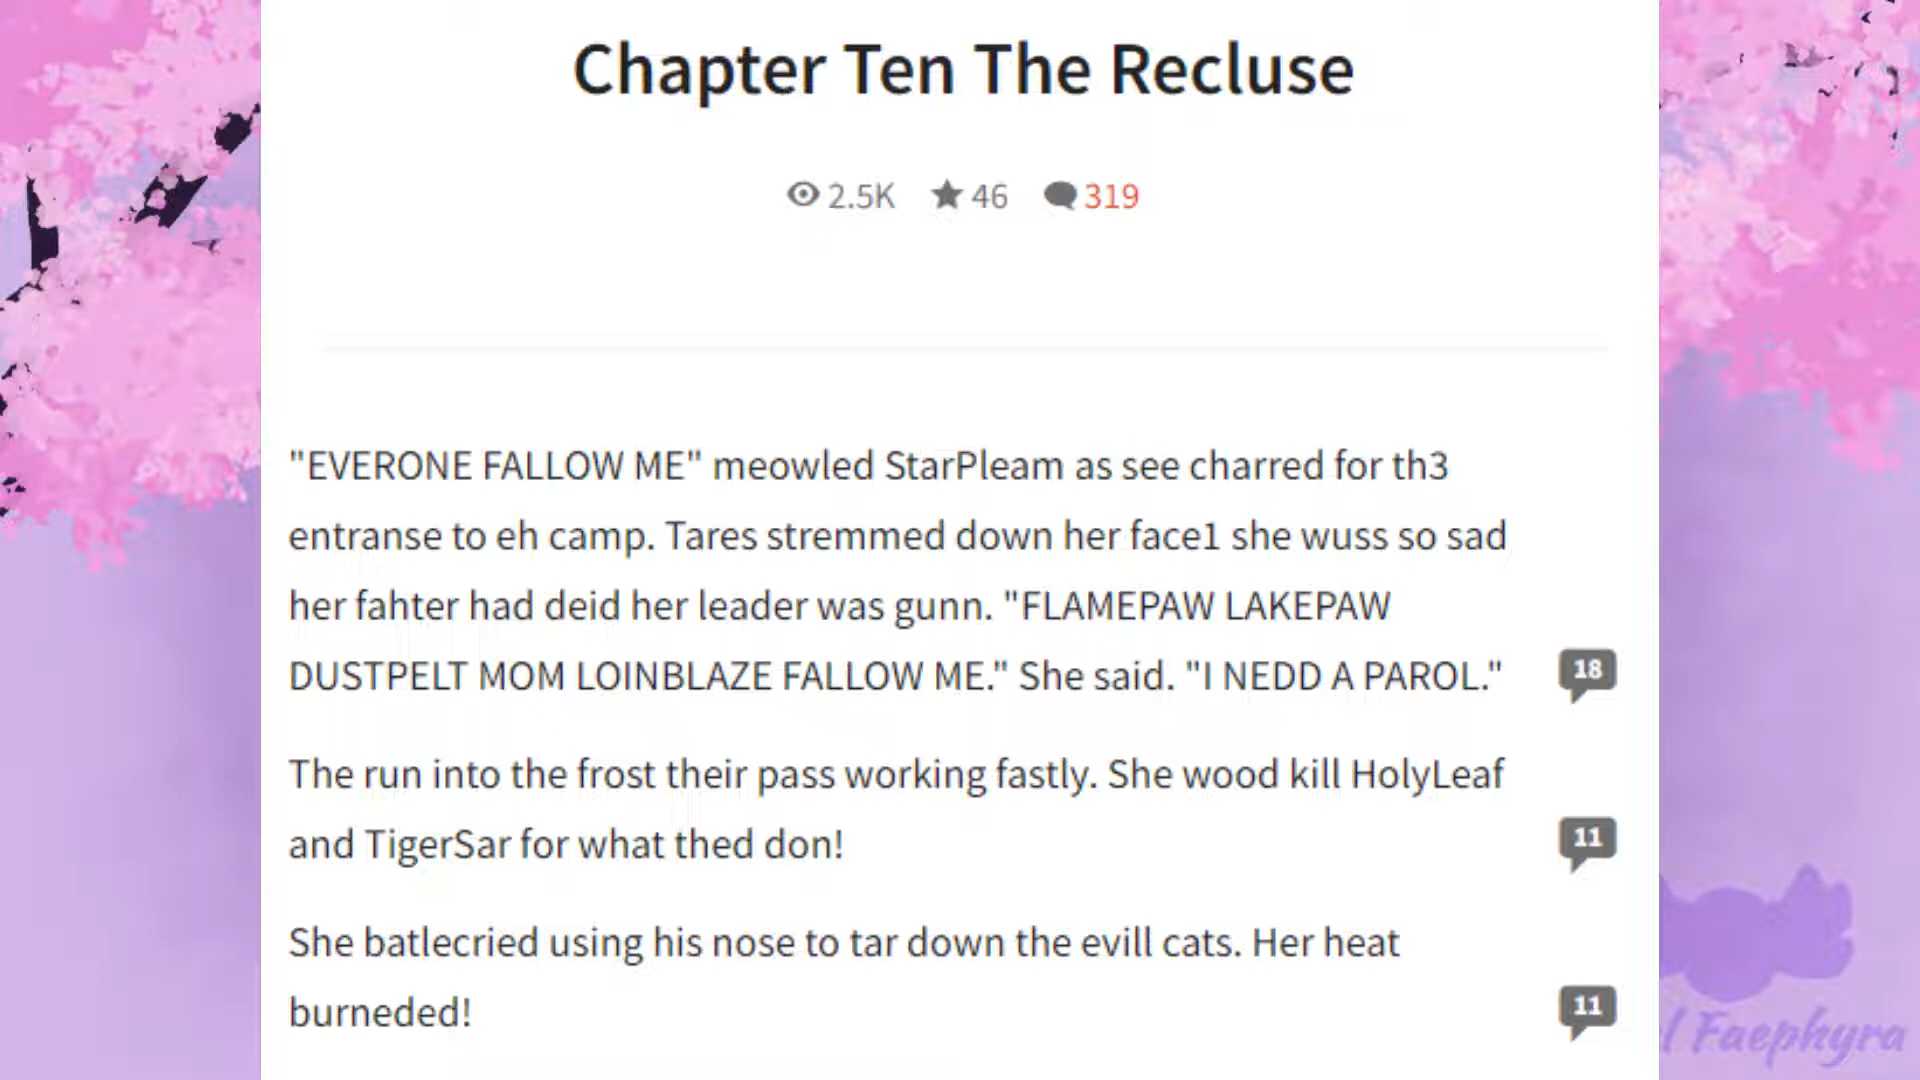 Chapter Ten The Recluse
2.5K 46 319
"EVERONE FALLOW ME" meowled StarPleam as see charred for th3
entranse to eh camp. Tares stremmed down her face1 she wuss so sad
her fahter had deid her leader was gunn. "FLAMEPAW LAKEPAW
DUSTPELT MOM LOINBLAZE FALLOW ME." She said. "I NEDD A PAROL."
18
The run into the frost their pass working fastly. She wood kill HolyLeaf
and TigerSar for what thed don!
11
She batlecried using his nose to tar down the evill cats. Her heat
burneded!
11
Faephyra